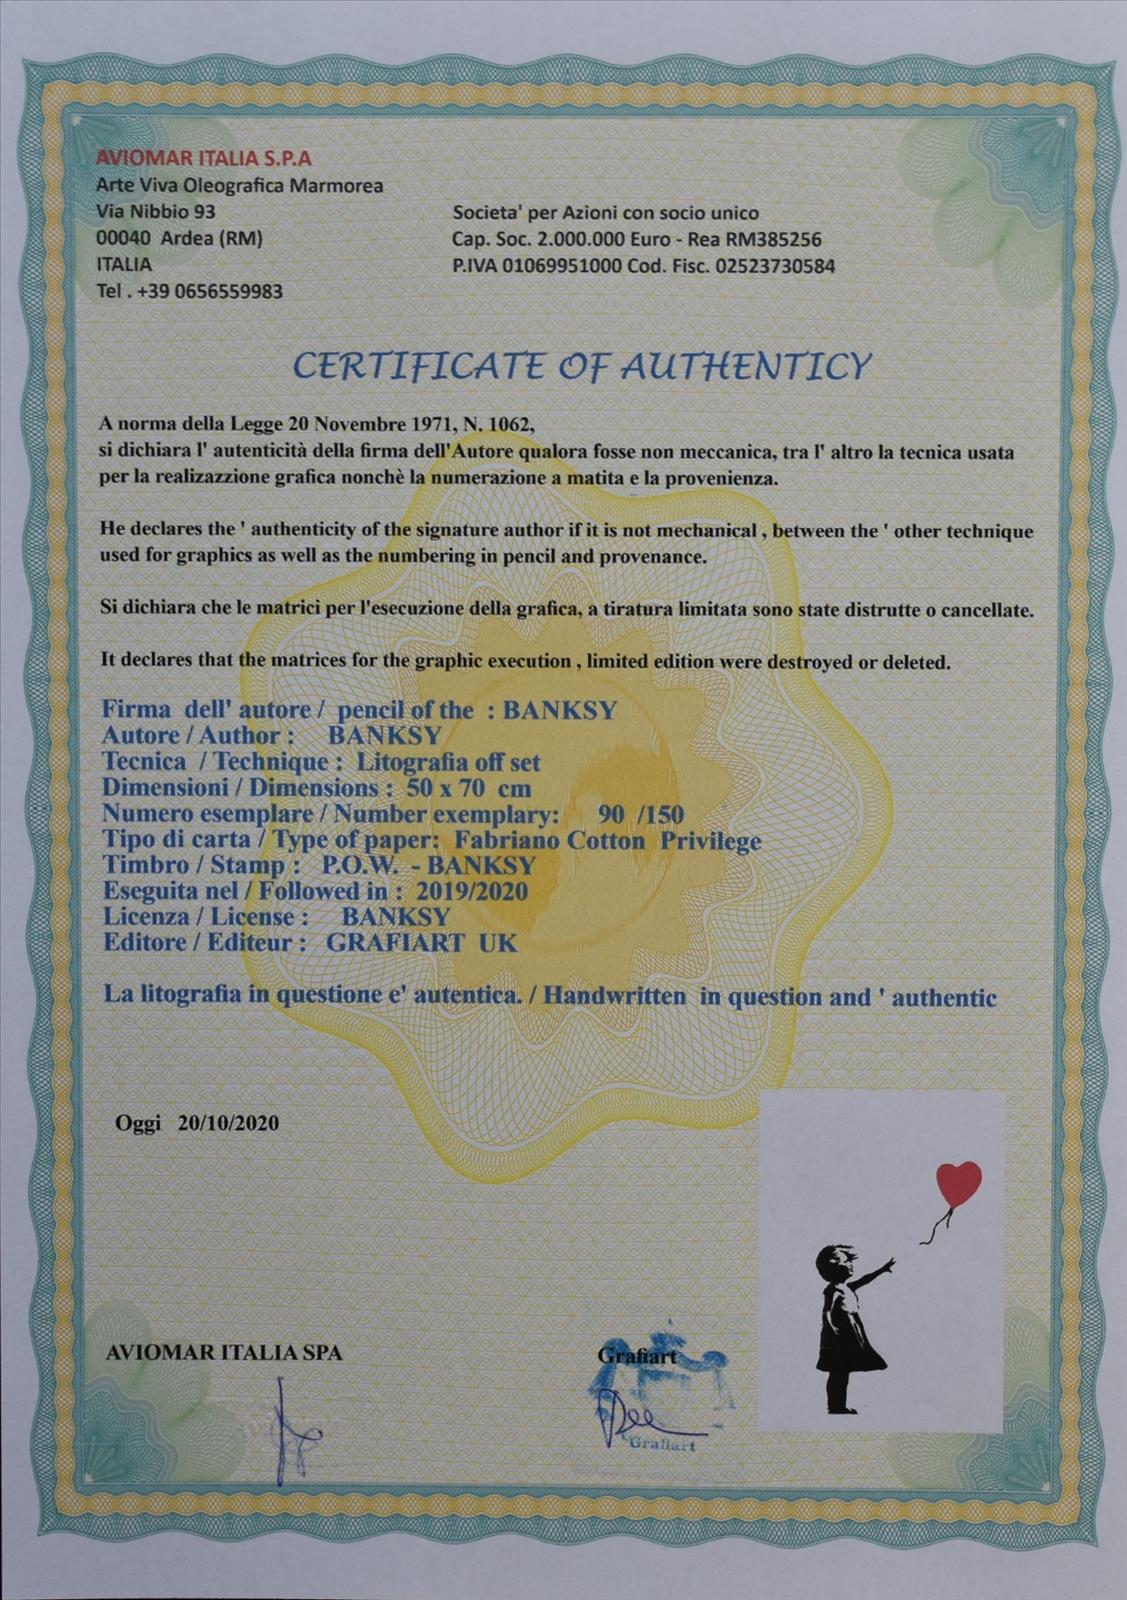 AVIOMAR ITALIA S.P.A
Arte Viva Oleografica Marmorea
Via Nibbio 93
00040 Ardea (RM)
ITALIA
Tel . +39 0656559983
Societa' per Azioni con socio unico
Cap. Soc. 2.000.000 Euro - Rea RM385256
P.IVA 01069951000 Cod. Fisc. 02523730584
CERTIFICATE OF AUTHENTICY
A norma della Legge 20 Novembre 1971, N. 1062,
si dichiara l' autenticità della firma dell'Autore qualora fosse non meccanica, tra l' altro la tecnica usata
per la realizazzione grafica nonchè la numerazione a matita e la provenienza.
He declares the ' authenticity of the signature author if it is not mechanical , between the ' other technique
used for graphics as well as the numbering in pencil and provenance.
Si dichiara che le matrici per l'esecuzione della grafica, a tiratura limitata sono state distrutte o cancellate.
It declares that the matrices for the graphic execution , limited edition were destroyed or deleted.
Firma dell' autore / pencil of the : BANKSY
Autore / Author : BANKSY
Tecnica / Technique : Litografia off set
Dimensioni / Dimensions : 50 x 70 cm
Numero esemplare / Number exemplary: 90 /150
Tipo di carta / Type of paper: Fabriano Cotton Privilege
Timbro / Stamp : P.O.W. - BANKSY
Eseguita nel / Followed in : 2019/2020
Licenza / License : BANKSY
Editore / Editeur : GRAFIART UK
La litografia in questione e' autentica. / Handwritten in question and ' authentic
Oggi 20/10/2020
AVIOMAR ITALIA SPA
Grafiart
Grafiart